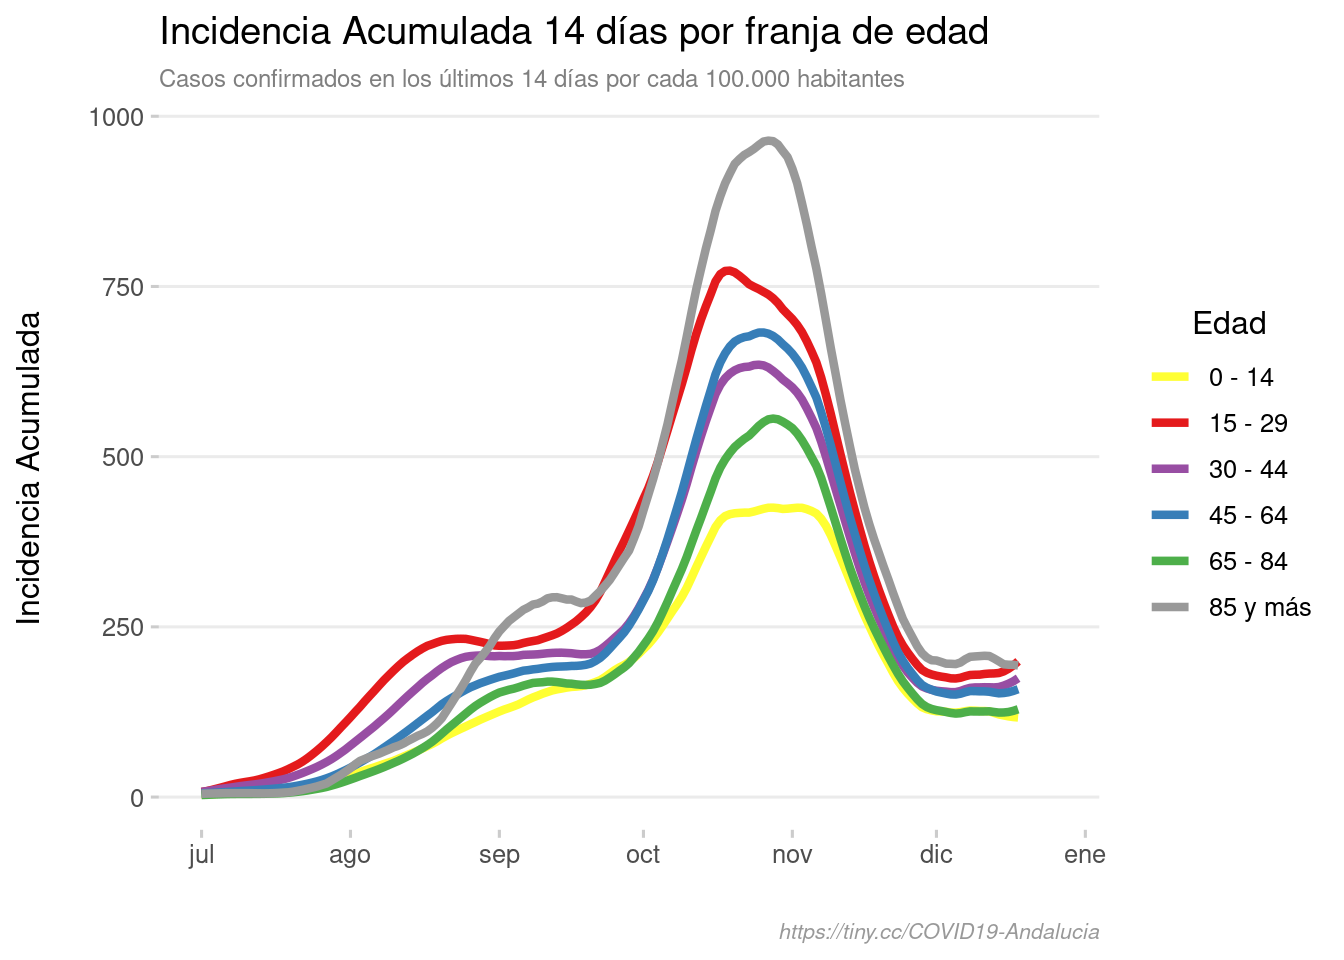 Incidencia Acumulada 14 días por franja de edad
Casos confirmados en los últimos 14 días por cada 100.000 habitantes
Incidencia Acumulada
1000
750
500
250
0
jul
ago
sep
oct
nov
dic
ene
Edad
0 - 14
15 - 29
30 - 44
45 - 64
65 - 84
85 y más
https://tiny.cc/COVID19-Andalucia